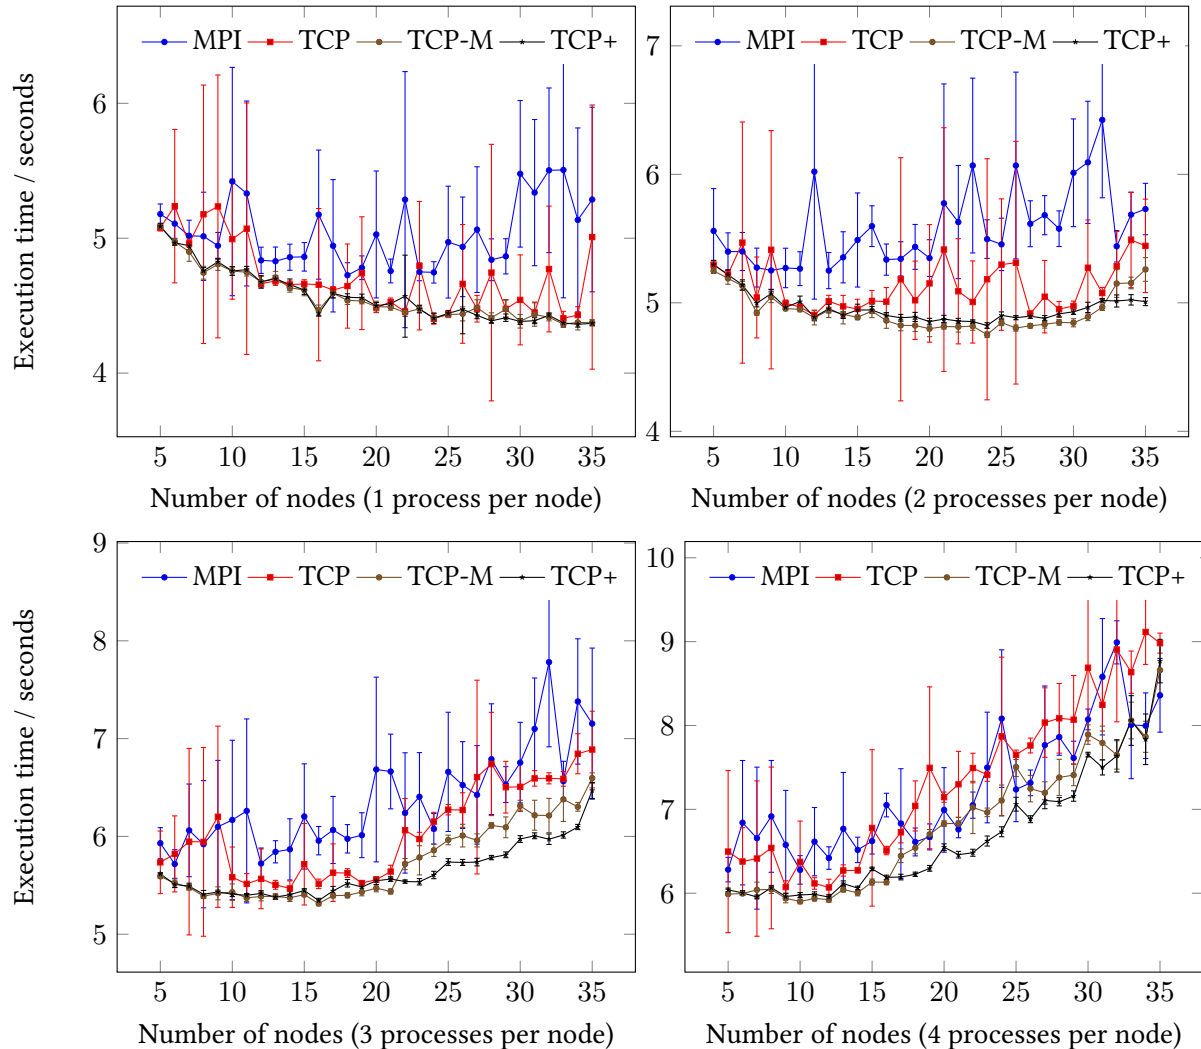 MPI TCP TCP-M TCP+
6
5
4
Execution time / seconds
5 10 15 20 25 30 35
Number of nodes (1 process per node)
MPI TCP TCP-M TCP+
7
6
5
4
5 10 15 20 25 30 35
Number of nodes (2 processes per node)
MPI TCP TCP-M TCP+
9
8
7
6
5
Execution time / seconds
5 10 15 20 25 30 35
Number of nodes (3 processes per node)
MPI TCP TCP-M TCP+
10
9
8
7
6
5 10 15 20 25 30 35
Number of nodes (4 processes per node)